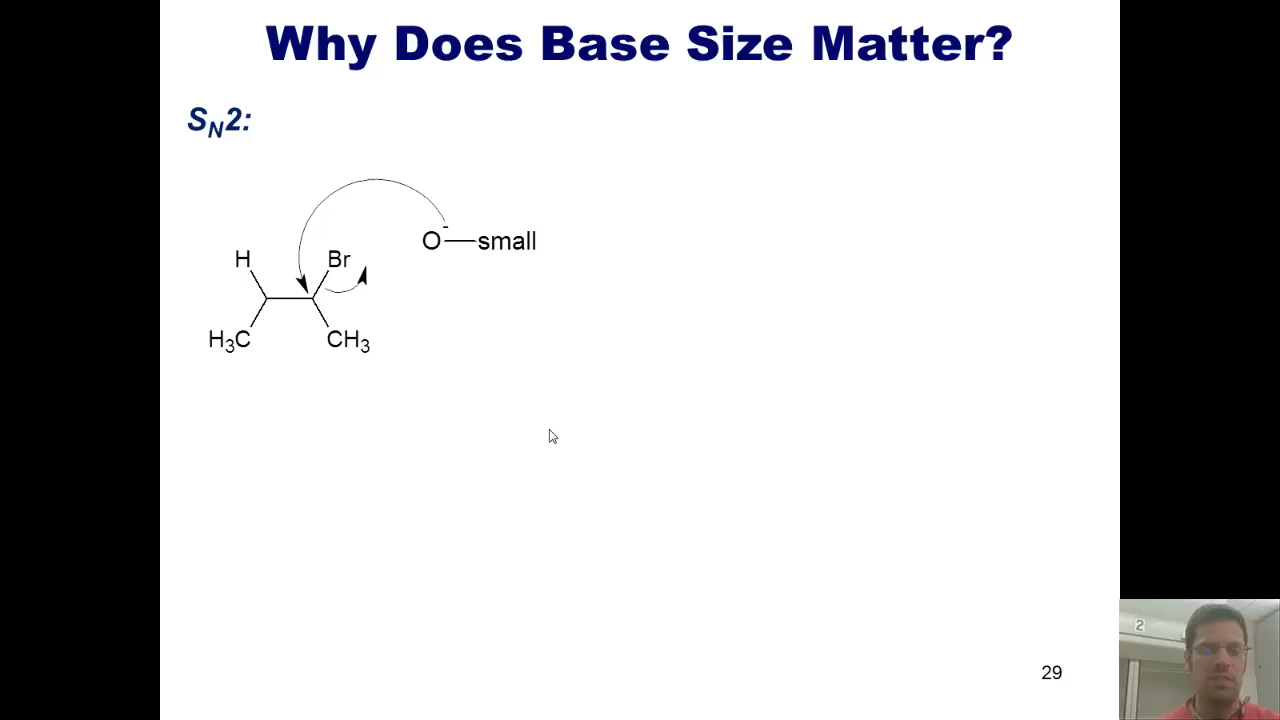 Why Does Base Size Matter?
SN2:
O⁻—small
H Br
H3C CH3
29
2